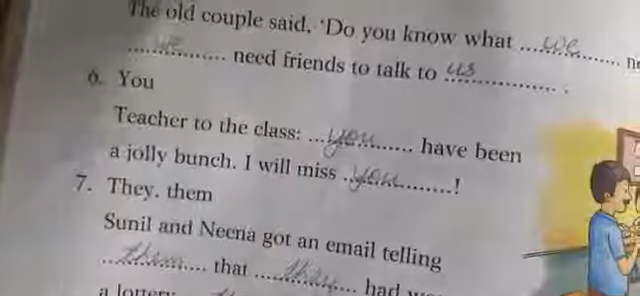 The old couple said, 'Do you know what ... we ...
... we ... need friends to talk to us ... .
6. You
Teacher to the class: ... you ... have been
a jolly bunch. I will miss ... you ...!
7. They, them
Sunil and Neena got an email telling
... them ... that ... they ... had
a lottery